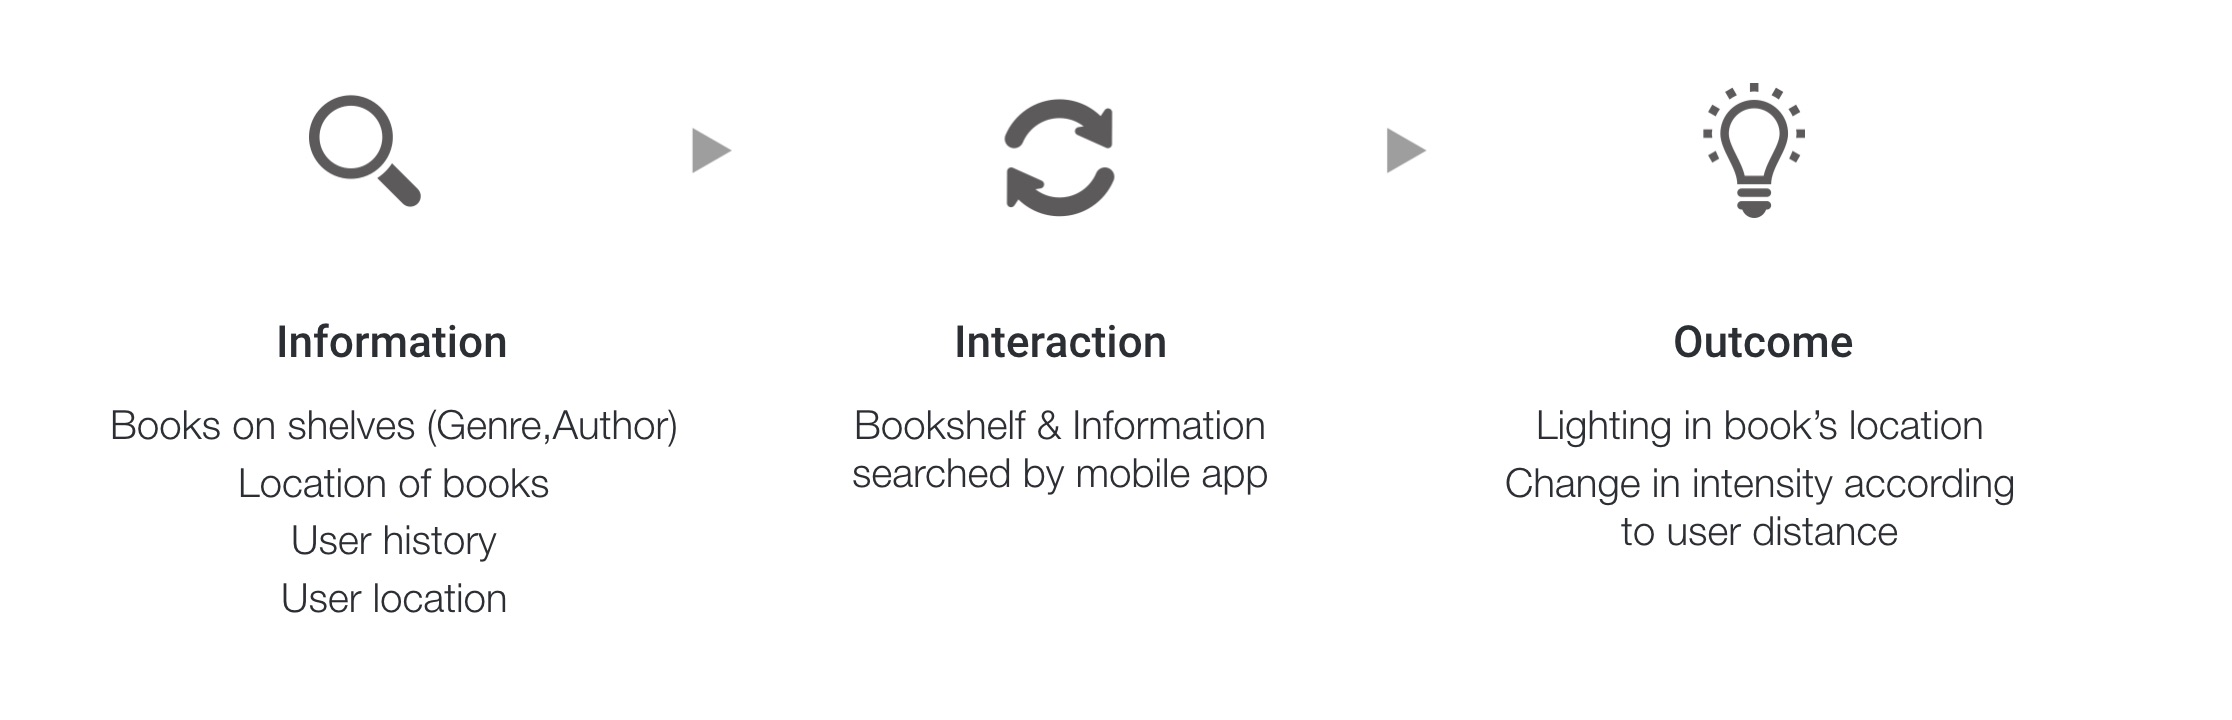 Information
Books on shelves (Genre,Author)
Location of books
User history
User location
Interaction
Bookshelf & Information
searched by mobile app
Outcome
Lighting in book’s location
Change in intensity according
to user distance